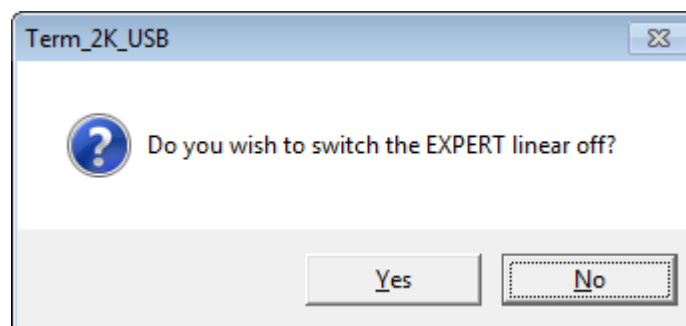 Term_2K_USB
Do you wish to switch the EXPERT linear off?
Yes
No